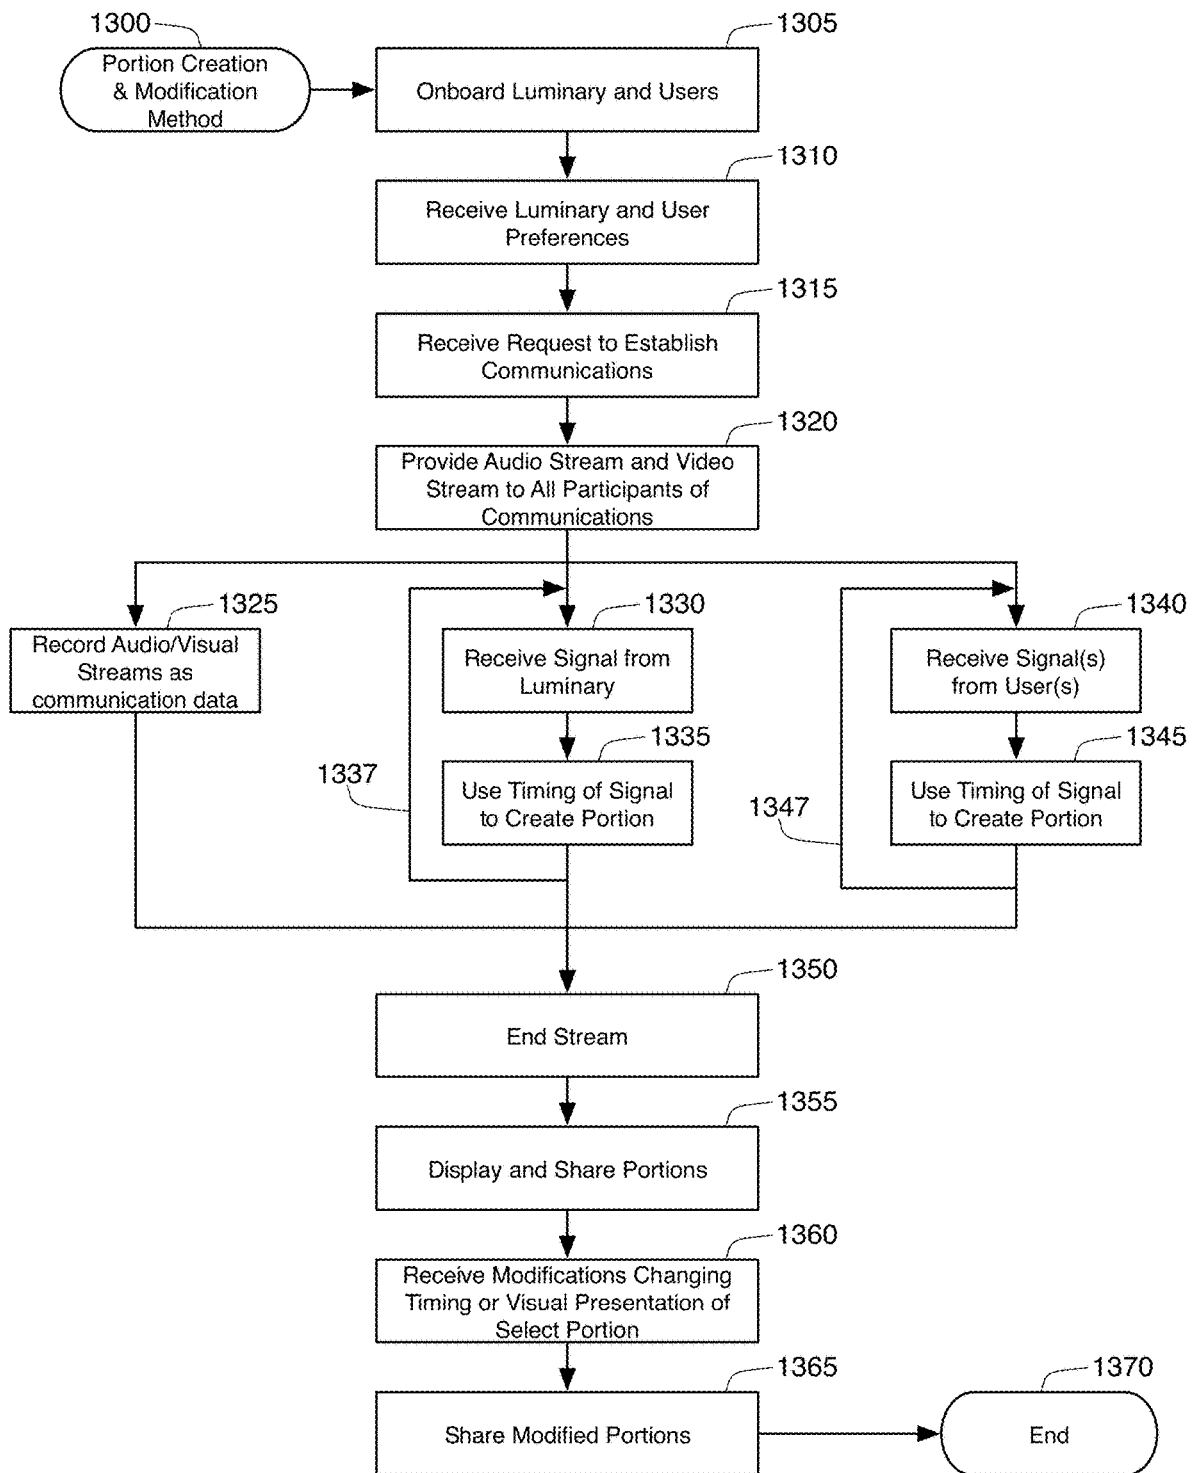 1300
Portion Creation
& Modification
Method
1305
Onboard Luminary and Users
1310
Receive Luminary and User
Preferences
1315
Receive Request to Establish
Communications
1320
Provide Audio Stream and Video
Stream to All Participants of
Communications
1325
Record Audio/Visual
Streams as
communication data
1330
Receive Signal from
Luminary
1335
Use Timing of Signal
to Create Portion
1337
1340
Receive Signal(s)
from User(s)
1345
Use Timing of Signal
to Create Portion
1347
1350
End Stream
1355
Display and Share Portions
1360
Receive Modifications Changing
Timing or Visual Presentation of
Select Portion
1365
Share Modified Portions
1370
End